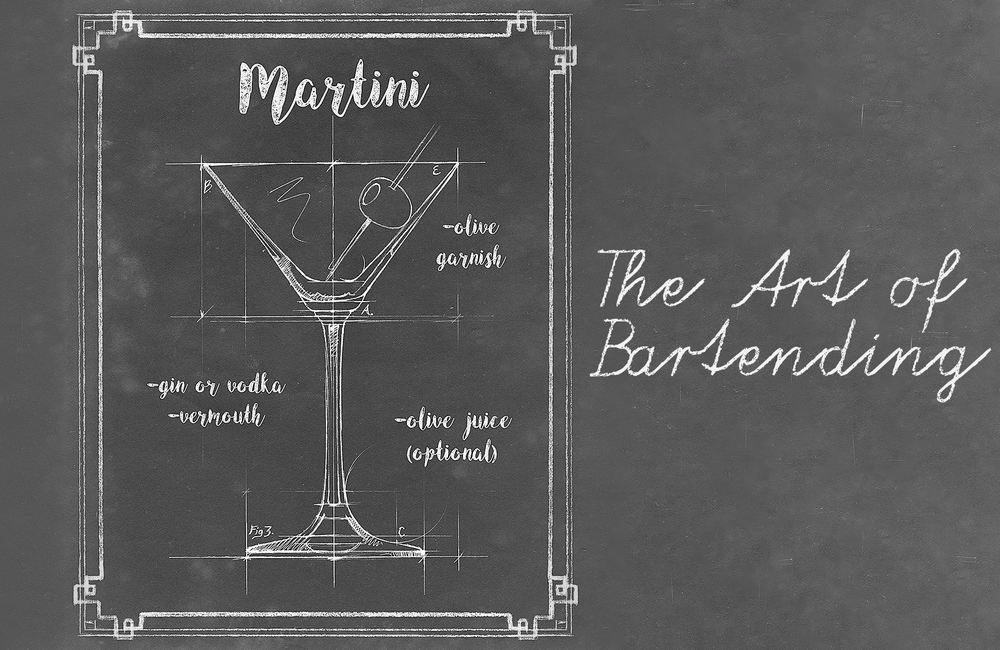 Martini
B
E
-olive
garnish
A.
-gin or vodka
-vermouth
-olive juice
(optional)
Fig 3.
C
The Art of
Bartending